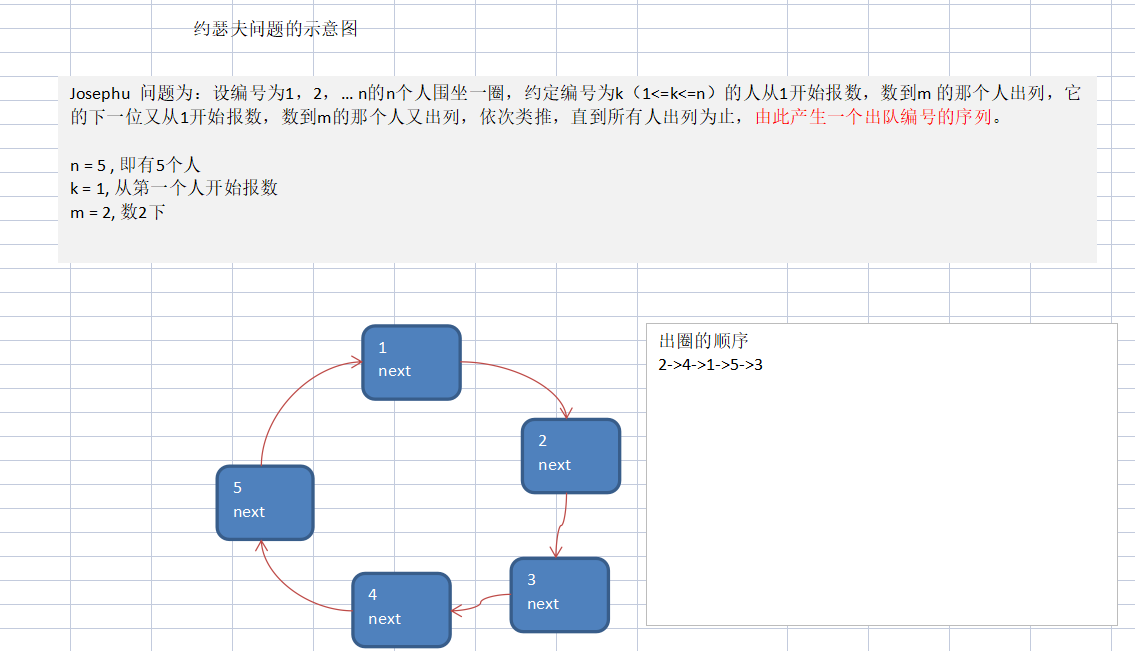 约瑟夫问题的示意图
Josephu 问题为：设编号为1，2，… n的n个人围坐一圈，约定编号为k（1<=k<=n）的人从1开始报数，数到m 的那个人出列，它
的下一位又从1开始报数，数到m的那个人又出列，依次类推，直到所有人出列为止，由此产生一个出队编号的序列。
n = 5 , 即有5个人
k = 1, 从第一个人开始报数
m = 2, 数2下
出圈的顺序
2->4->1->5->3
1
next
2
next
5
next
3
next
4
next